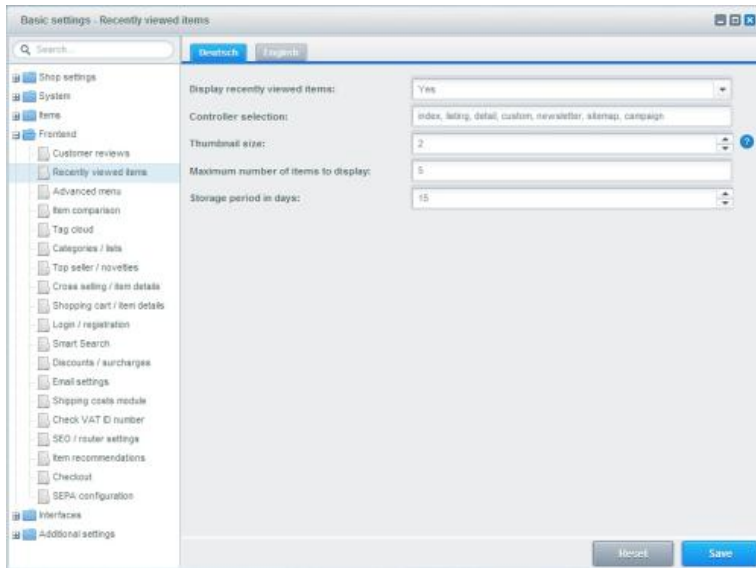 Basic settings - Recently viewed items
Search...
Deutsch
English
Shop settings
System
Items
Frontend
Customer reviews
Recently viewed items
Advanced menu
Item comparison
Tag cloud
Categories / lists
Top seller / novelties
Cross selling / item details
Shopping cart / item details
Login / registration
Smart Search
Discounts / surcharges
Email settings
Shipping costs module
Check VAT ID number
SEO / router settings
Item recommendations
Checkout
SEPA configuration
Interfaces
Additional settings
Display recently viewed items: Yes
Controller selection: index, listing, detail, custom, newsletter, sitemap, campaign
Thumbnail size: 2
?
Maximum number of items to display: 5
Storage period in days: 15
Reset
Save